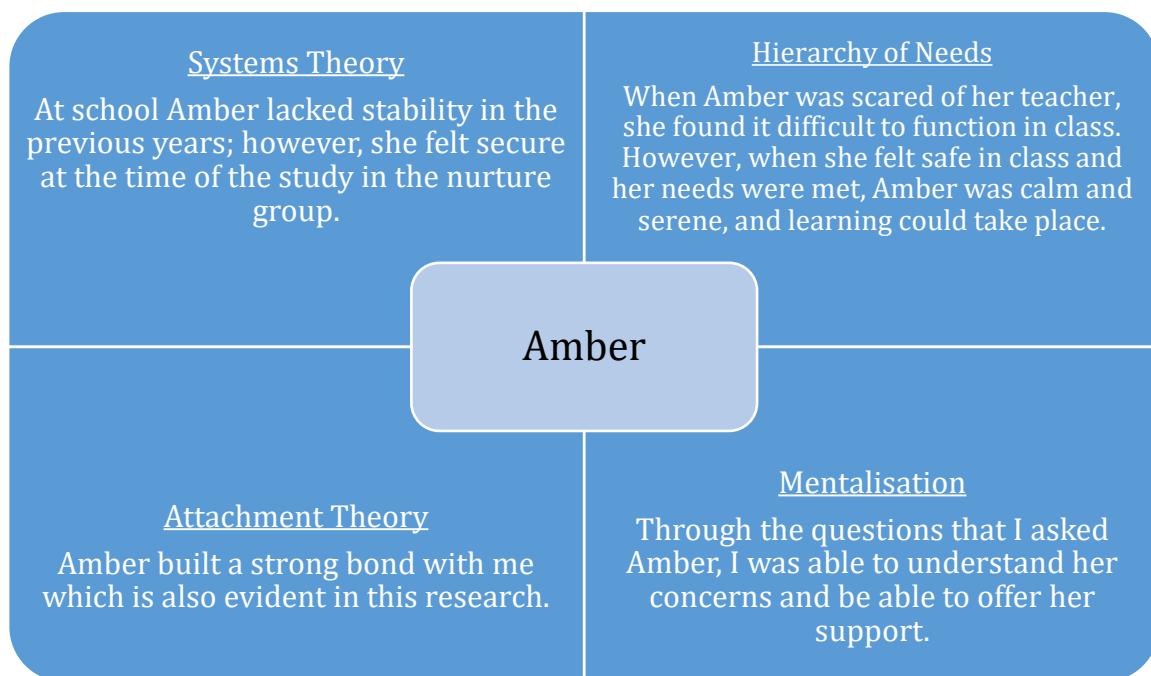 Systems Theory
At school Amber lacked stability in the
previous years; however, she felt secure
at the time of the study in the nurture
group.
Hierarchy of Needs
When Amber was scared of her teacher,
she found it difficult to function in class.
However, when she felt safe in class and
her needs were met, Amber was calm and
serene, and learning could take place.
Amber
Attachment Theory
Amber built a strong bond with me
which is also evident in this research.
Mentalisation
Through the questions that I asked
Amber, I was able to understand her
concerns and be able to offer her
support.